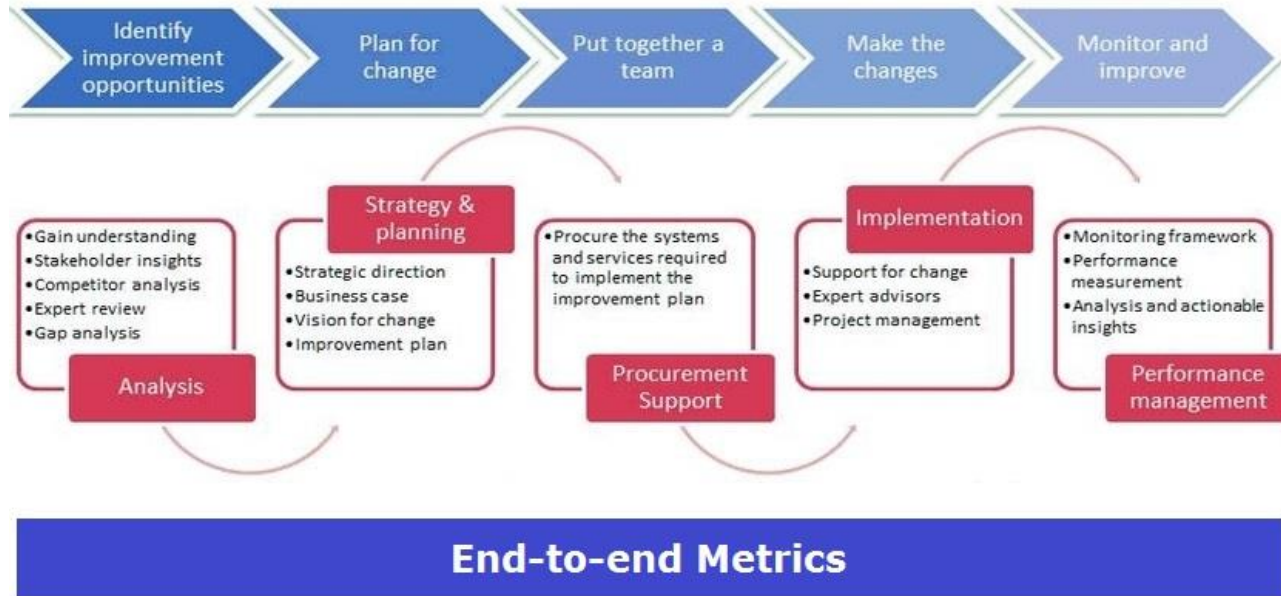 Identify
improvement
opportunities
Plan for
change
Put together a
team
Make the
changes
Monitor and
improve
•Gain understanding
•Stakeholder insights
•Competitor analysis
•Expert review
•Gap analysis
Analysis
Strategy &
planning
•Strategic direction
•Business case
•Vision for change
•Improvement plan
•Procure the systems
and services required
to implement the
improvement plan
Procurement
Support
Implementation
•Support for change
•Expert advisors
•Project management
•Monitoring framework
•Performance
measurement
•Analysis and actionable
insights
Performance
management
End-to-end Metrics